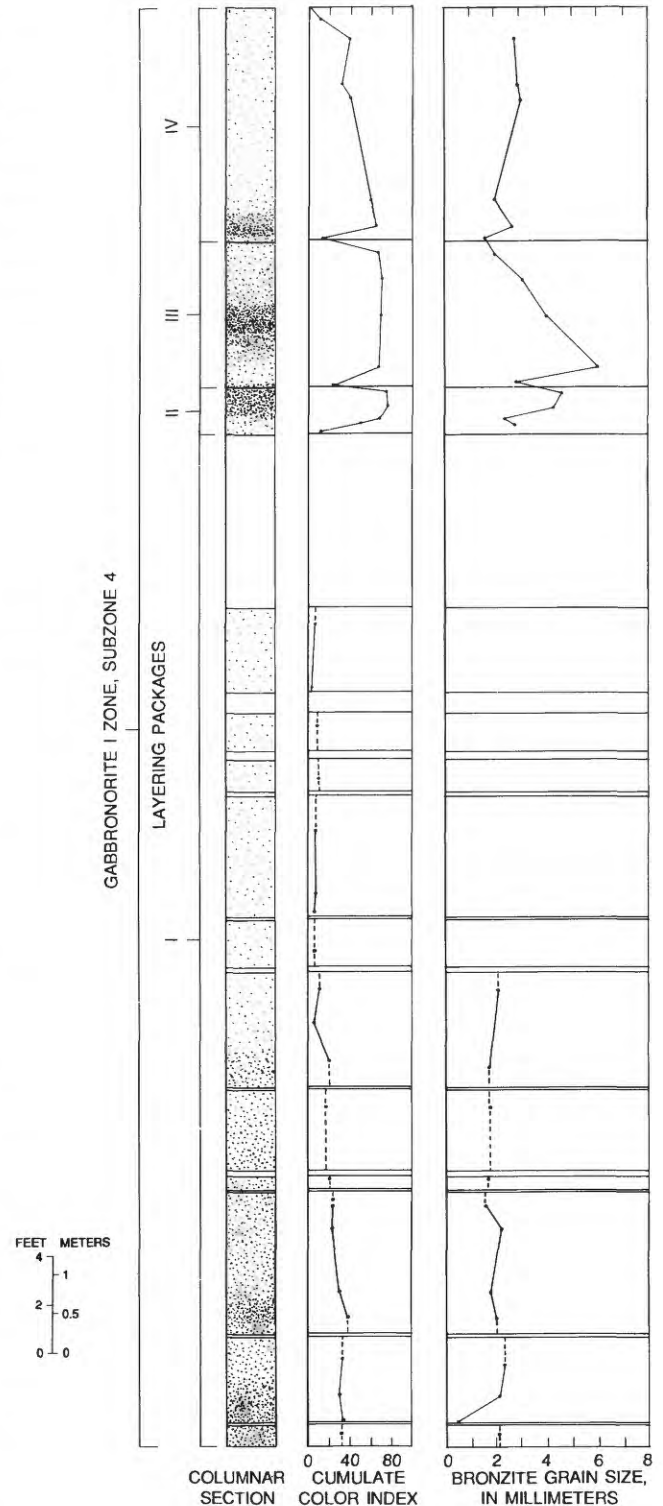 GABBRONORITE I ZONE, SUBZONE 4
LAYERING PACKAGES
IV
III
II
I
FEET METERS
4
1
2
0.5
0
0
0 40 80
0 2 4 6 8
COLUMNAR SECTION
CUMULATE COLOR INDEX
BRONZITE GRAIN SIZE, IN MILLIMETERS